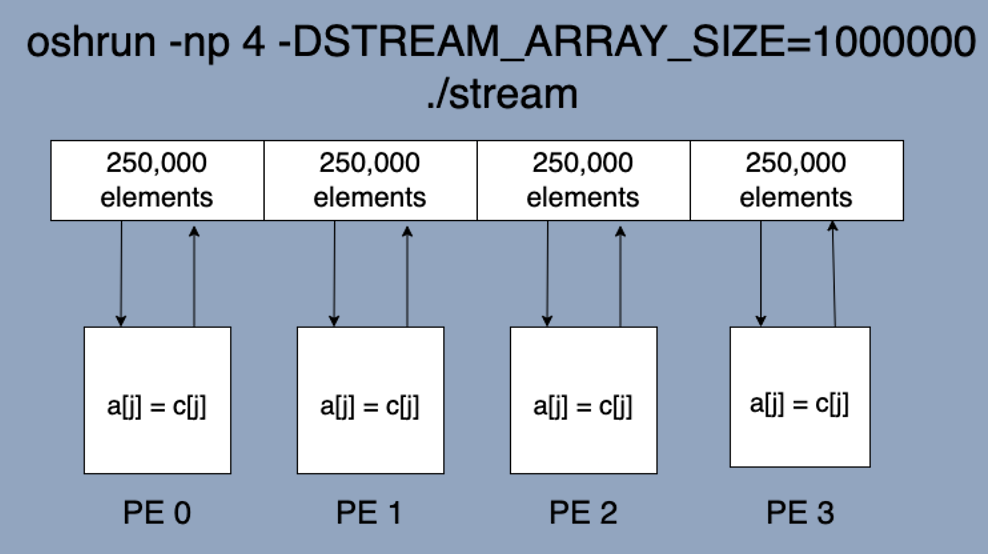 oshrun -np 4 -DSTREAM_ARRAY_SIZE=1000000
./stream
250,000
elements
250,000
elements
250,000
elements
250,000
elements
a[j] = c[j]
a[j] = c[j]
a[j] = c[j]
a[j] = c[j]
PE 0
PE 1
PE 2
PE 3